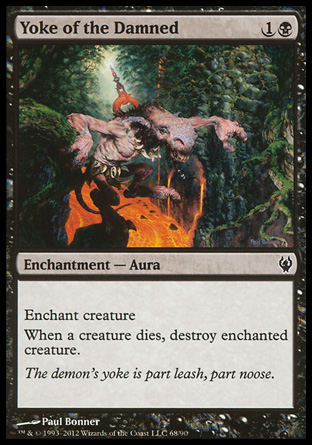 Yoke of the Damned 1
Enchantment — Aura
Enchant creature
When a creature dies, destroy enchanted
creature.
The demon's yoke is part leash, part noose.
Paul Bonner
™ & © 1993–2012 Wizards of the Coast LLC 68/90